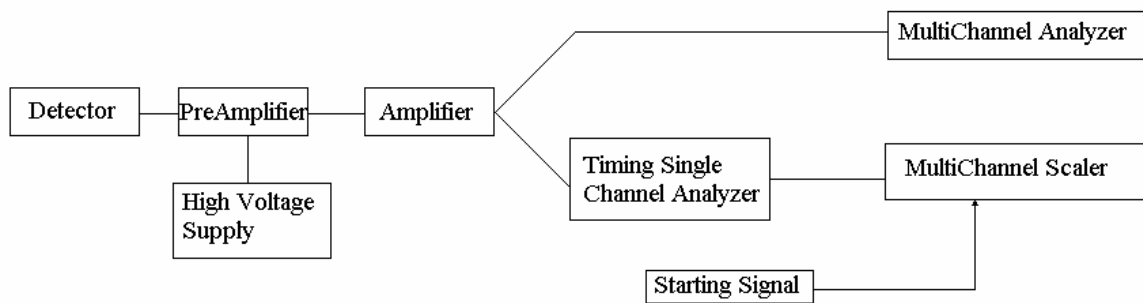 MultiChannel Analyzer
Detector
PreAmplifier
Amplifier
Timing Single
Channel Analyzer
MultiChannel Scaler
High Voltage
Supply
Starting Signal